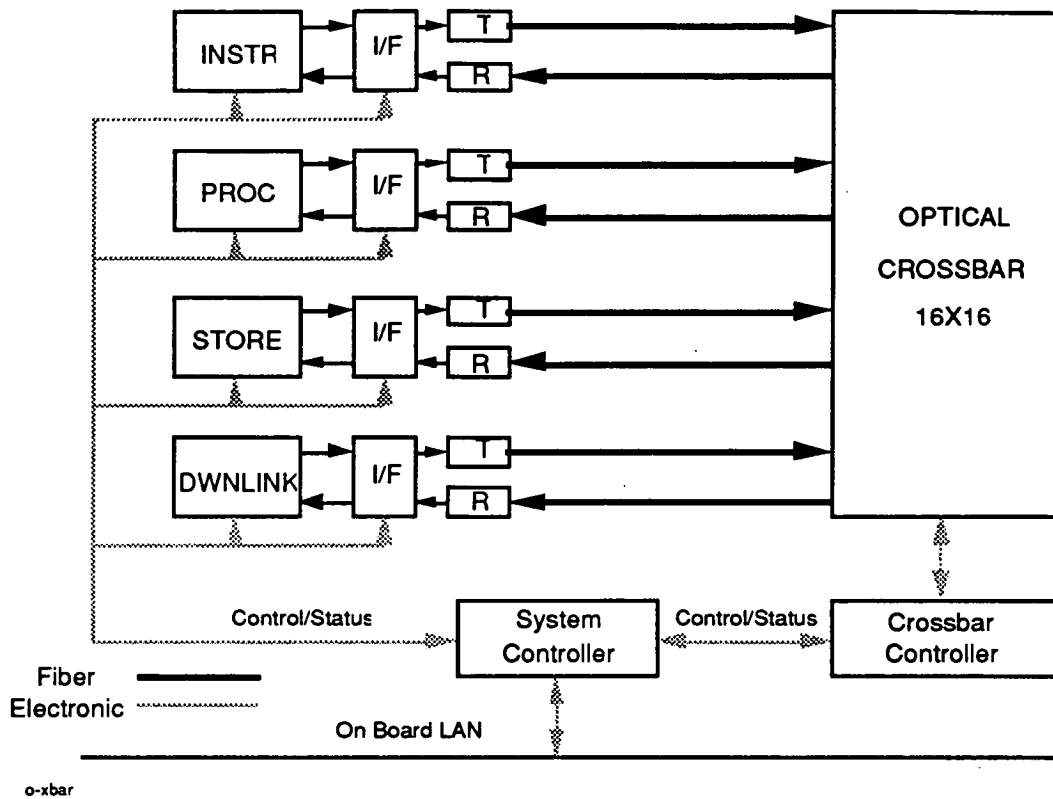 INSTR
I/F
T
R
PROC
I/F
T
R
STORE
I/F
T
R
DWNLINK
I/F
T
R
OPTICAL
CROSSBAR
16X16
Control/Status
System
Controller
Control/Status
Crossbar
Controller
Fiber
Electronic
On Board LAN
o-xbar